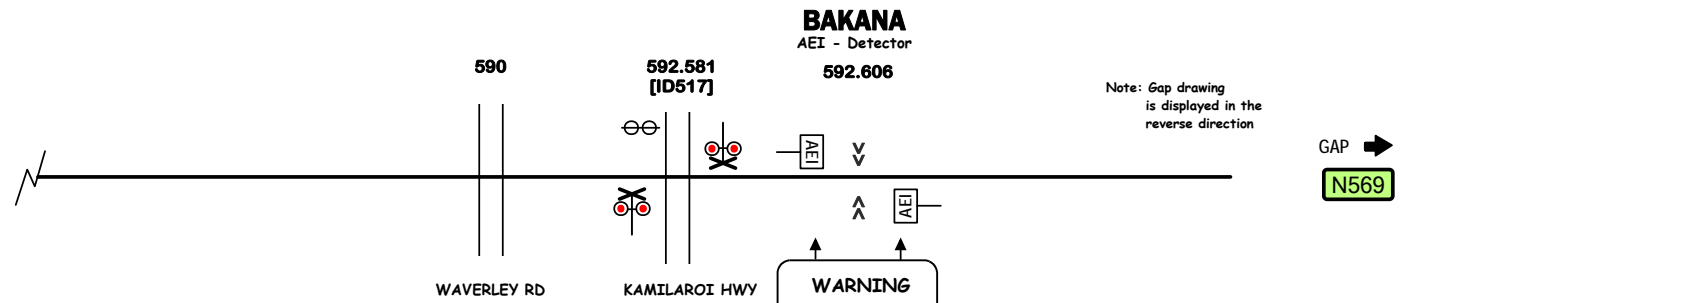 BAKANA
AEI - Detector
590
592.581
[ID517]
592.606
Note: Gap drawing
is displayed in the
reverse direction
GAP
N569
AEI
AEI
WAVERLEY RD
KAMILAROI HWY
WARNING